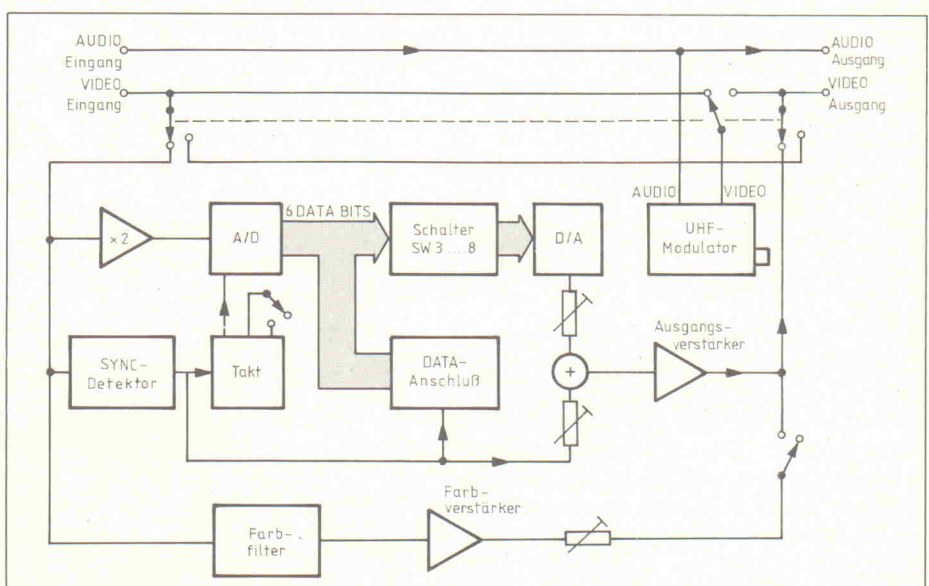 AUDIO
Eingang
AUDIO
Ausgang
VIDEO
Eingang
VIDEO
Ausgang
AUDIO
VIDEO
× 2
A/D
6 DATA BITS
Schalter
SW 3 .... 8
D/A
UHF-
Modulator
SYNC-
Detektor
Takt
DATA-
Anschluß
+
Ausgangs-
verstärker
Farb-
filter
Farb-
verstärker